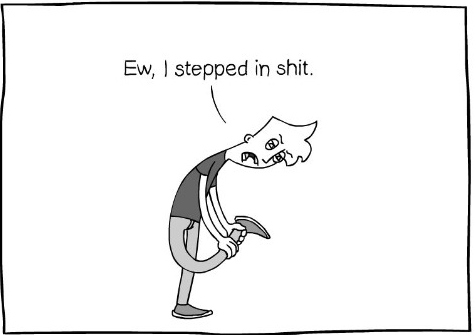 Ew, I stepped in shit.